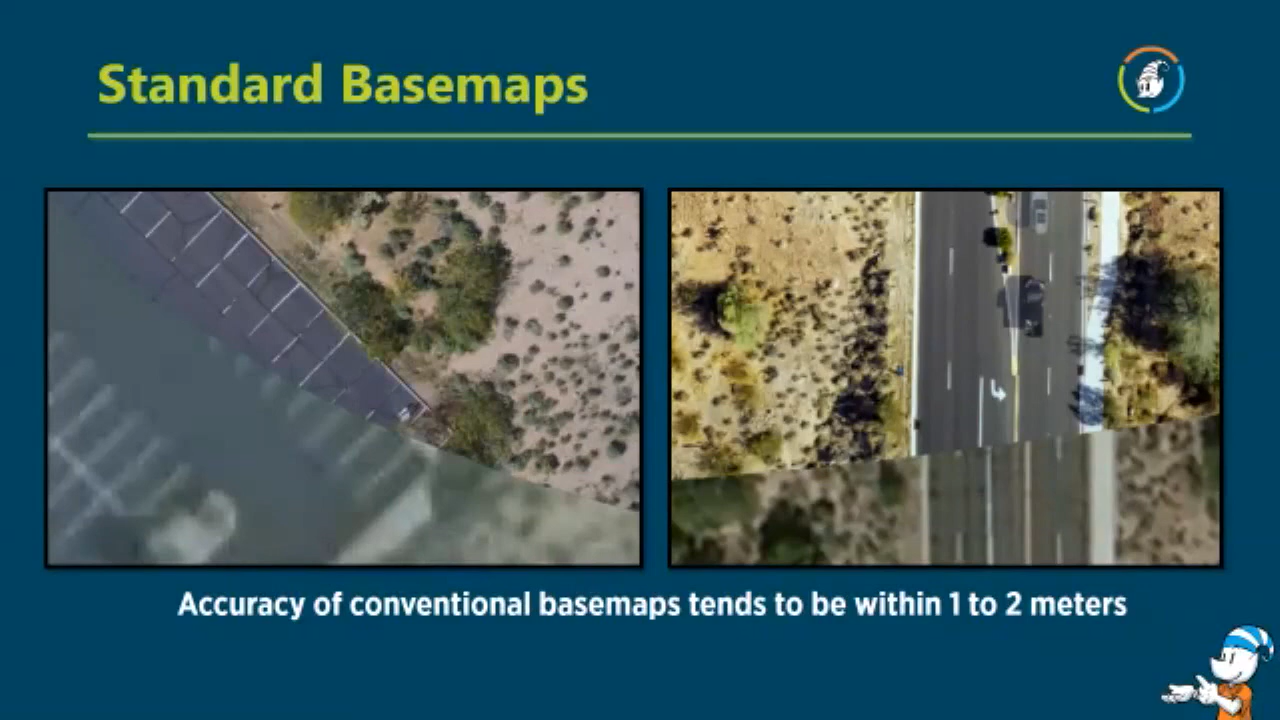 Standard Basemaps
Accuracy of conventional basemaps tends to be within 1 to 2 meters